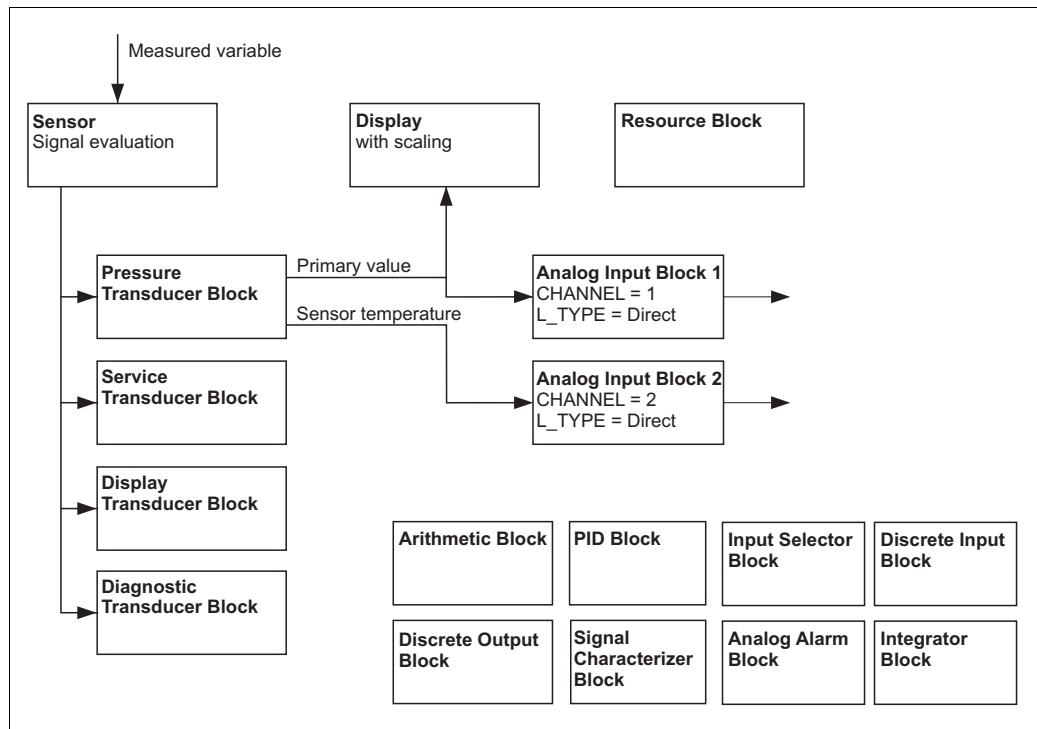 Measured variable
Sensor
Signal evaluation
Display
with scaling
Resource Block
Pressure
Transducer Block
Primary value
Sensor temperature
Analog Input Block 1
CHANNEL = 1
L_TYPE = Direct
Service
Transducer Block
Analog Input Block 2
CHANNEL = 2
L_TYPE = Direct
Display
Transducer Block
Diagnostic
Transducer Block
Arithmetic Block
PID Block
Input Selector
Block
Discrete Input
Block
Discrete Output
Block
Signal
Characterizer
Block
Analog Alarm
Block
Integrator
Block